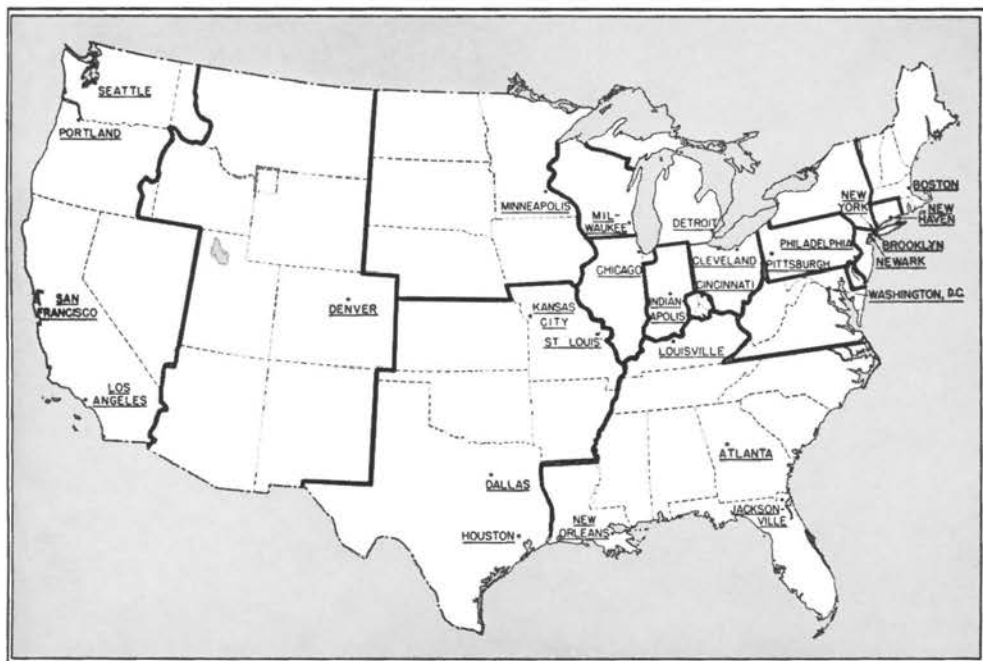 SEATTLE
PORTLAND
MINNEAPOLIS
MIL-
WAUKEE
DETROIT
NEW
YORK
BOSTON
NEW
HAVEN
BROOKLYN
NEWARK
PHILADELPHIA
PITTSBURGH
CLEVELAND
CINCINNATI
CHICAGO
INDIAN-
APOLIS
WASHINGTON, D.C.
SAN
FRANCISCO
DENVER
KANSAS
CITY
ST LOUIS
LOUISVILLE
LOS
ANGELES
ATLANTA
DALLAS
HOUSTON
NEW
ORLEANS
JACKSON-
VILLE